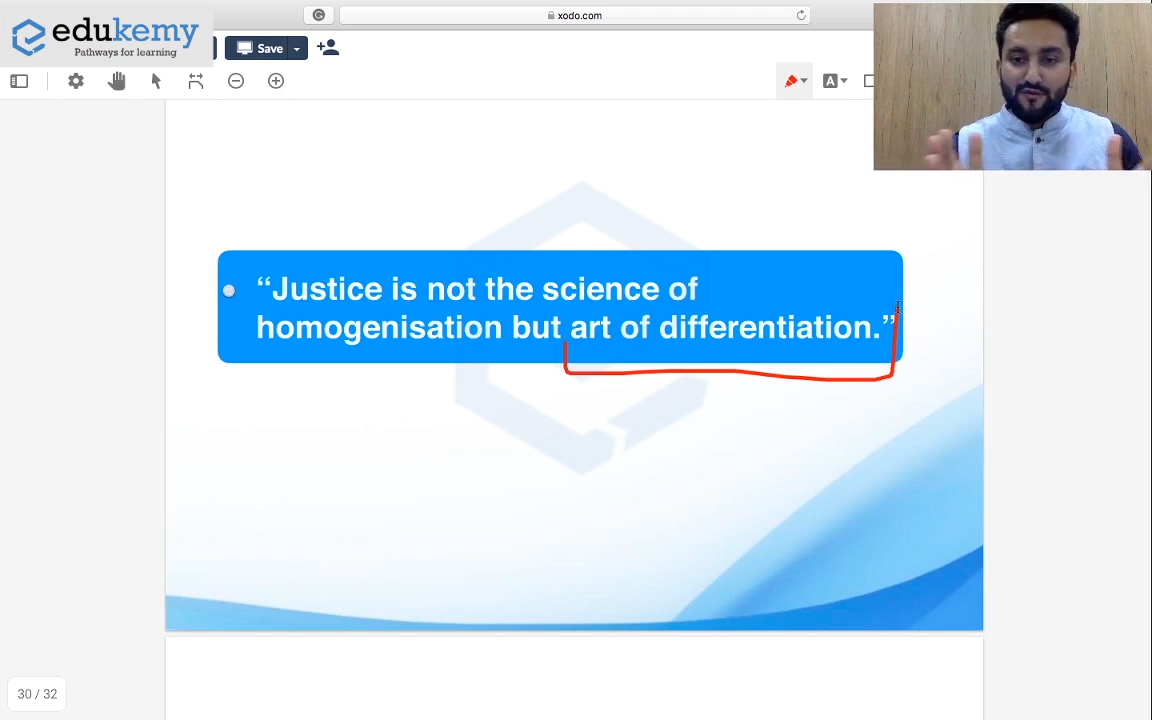 xodo.com
edukemy
Pathways for learning
Save
A
“Justice is not the science of
homogenisation but art of differentiation.”
30 / 32